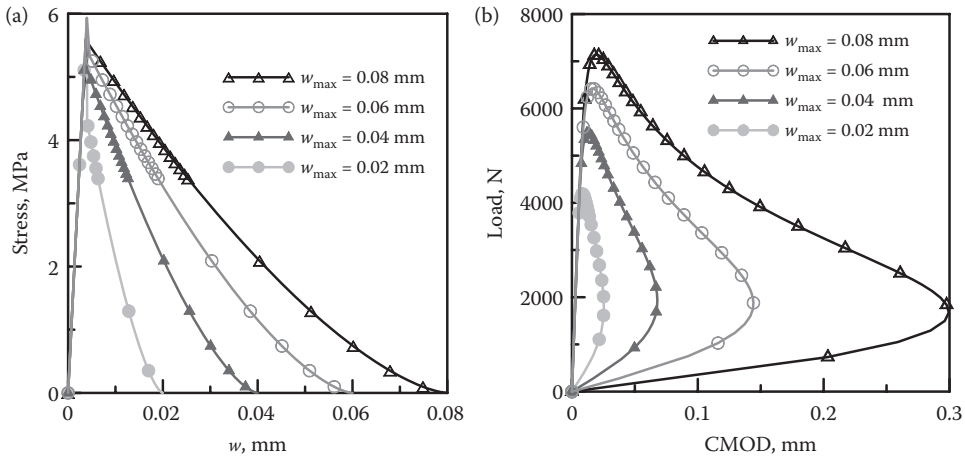 (a)
6
4
2
0
Stress, MPa
0
0.02
0.04
0.06
0.08
w, mm
w_max = 0.08 mm
w_max = 0.06 mm
w_max = 0.04 mm
w_max = 0.02 mm
(b)
8000
6000
4000
2000
0
Load, N
0
0.1
0.2
0.3
CMOD, mm
w_max = 0.08 mm
w_max = 0.06 mm
w_max = 0.04 mm
w_max = 0.02 mm